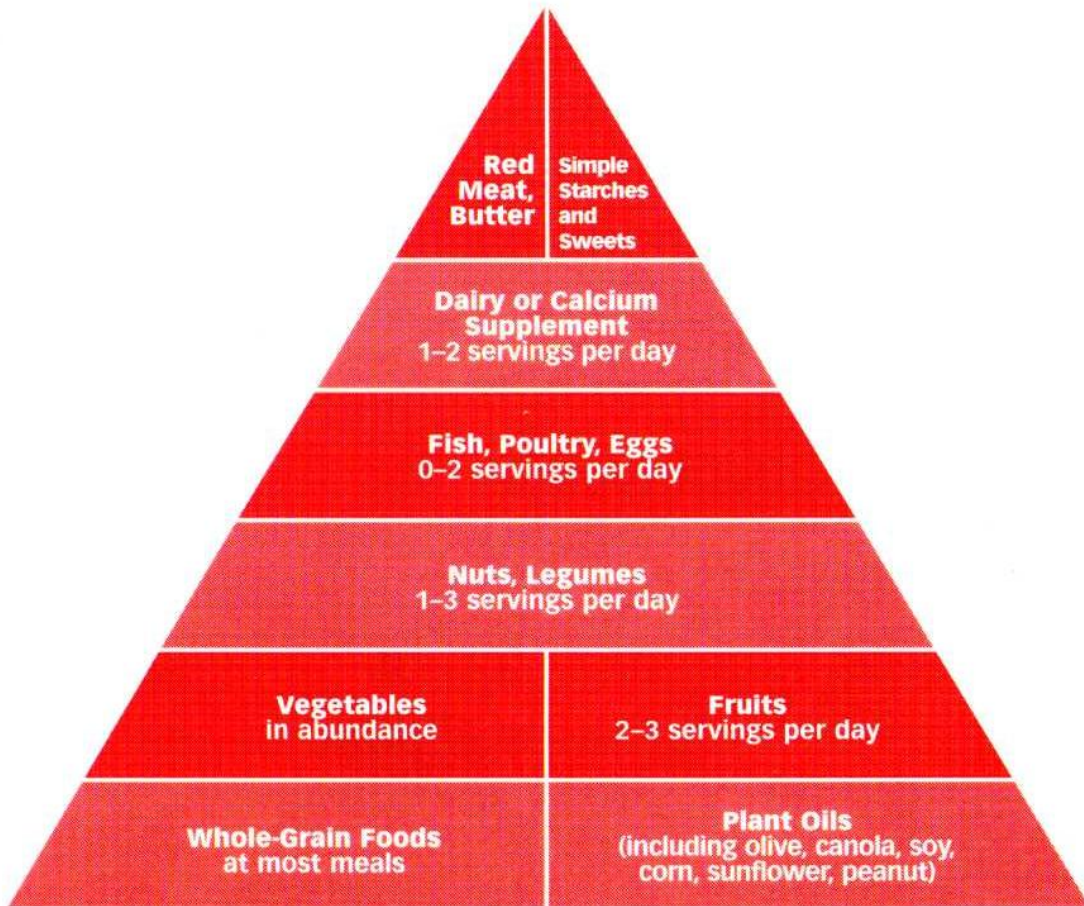 Red
Meat,
Butter
Simple
Starches
and
Sweets
Dairy or Calcium
Supplement
1–2 servings per day
Fish, Poultry, Eggs
0–2 servings per day
Nuts, Legumes
1–3 servings per day
Vegetables
in abundance
Fruits
2–3 servings per day
Whole-Grain Foods
at most meals
Plant Oils
(including olive, canola, soy,
corn, sunflower, peanut)